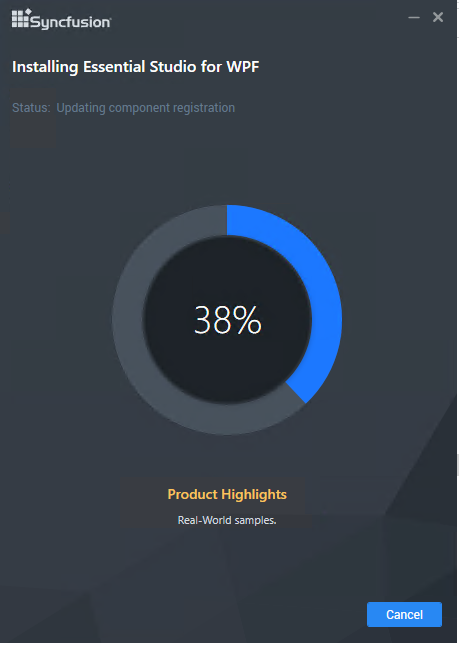 Syncfusion
Installing Essential Studio for WPF
Status: Updating component registration
38%
Product Highlights
Real-World samples.
Cancel